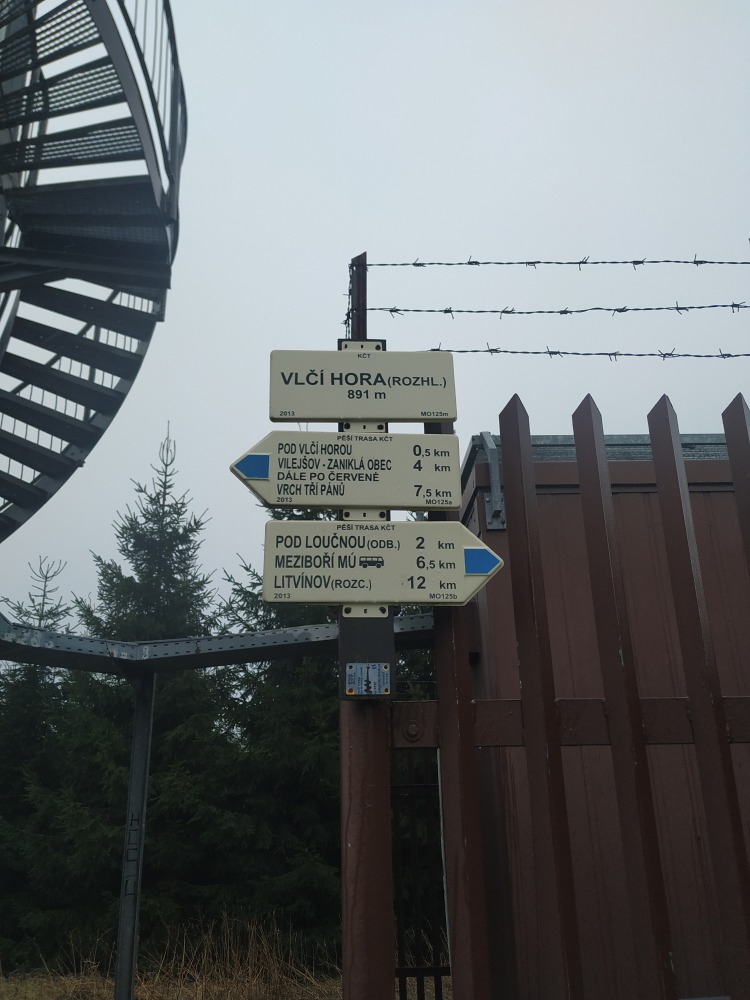 KČT
VLČÍ HORA (ROZHL.)
891 m
2013 MO125m
PĚŠÍ TRASA KČT
POD VLČÍ HOROU 0,5 km
VILEJŠOV - ZANIKLÁ OBEC 4 km
DÁLE PO ČERVENÉ
VRCH TŘÍ PÁNŮ 7,5 km
2013 MO125a
PĚŠÍ TRASA KČT
POD LOUČNOU (ODB.) 2 km
MEZIBOŘÍ MÚ 6,5 km
LITVÍNOV (ROZC.) 12 km
2013 MO125b